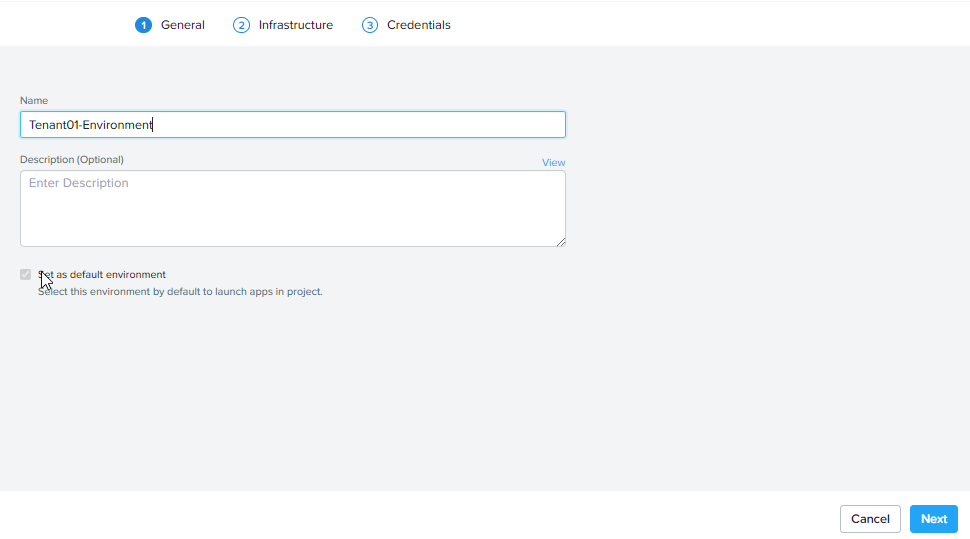 1 General 2 Infrastructure 3 Credentials
Name
Tenant01-Environment
Description (Optional) View
Enter Description
Set as default environment
Select this environment by default to launch apps in project.
Cancel Next